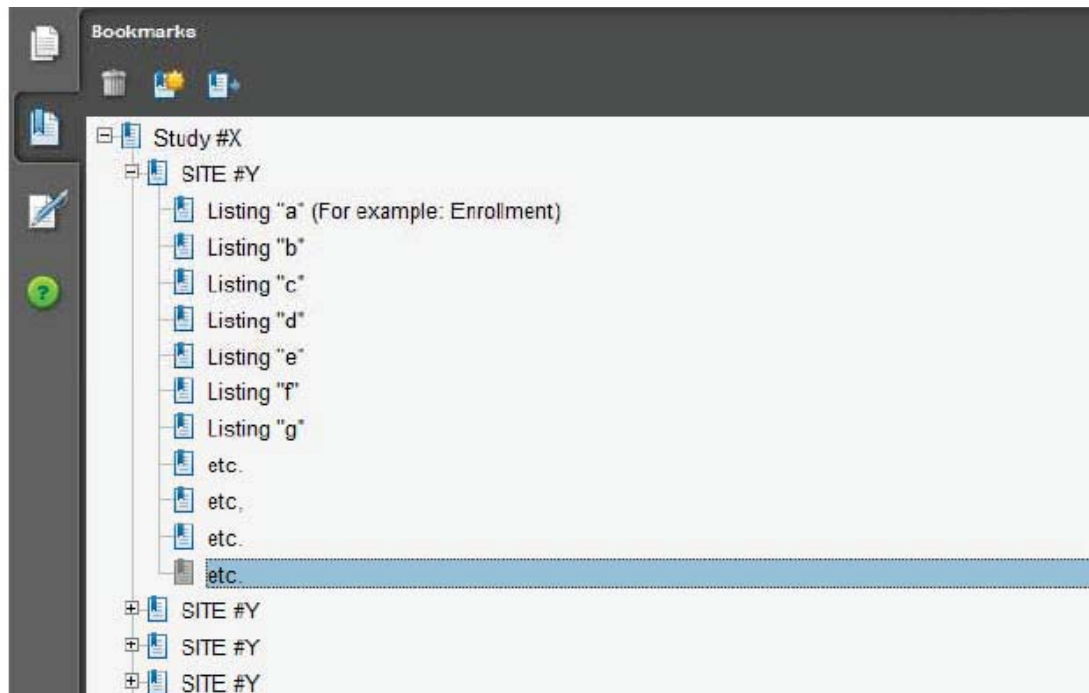 Bookmarks
Study #X
SITE #Y
Listing "a" (For example: Enrollment)
Listing "b"
Listing "c"
Listing "d"
Listing "e"
Listing "f"
Listing "g"
etc.
etc,
etc.
etc.
SITE #Y
SITE #Y
SITE #Y
?